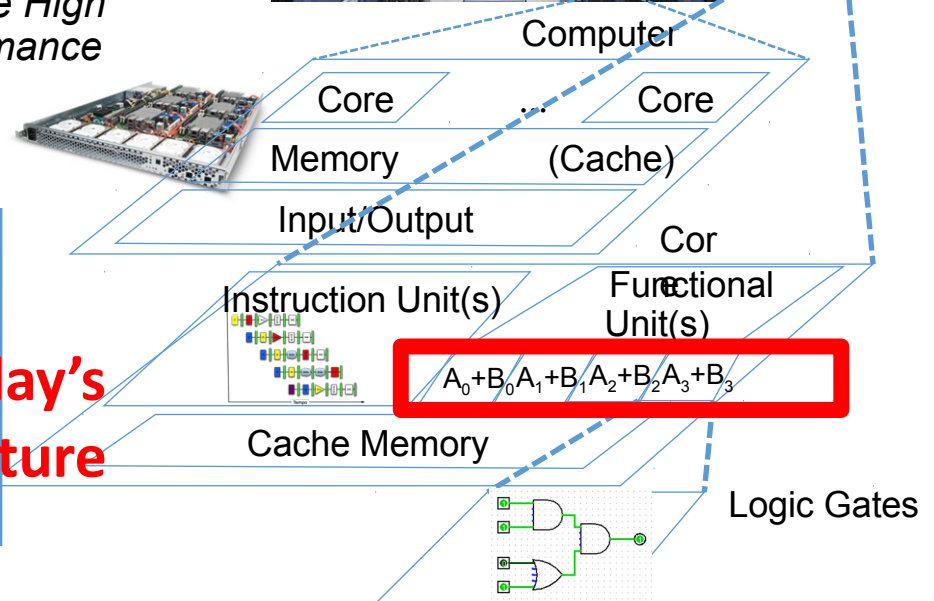 e High
mance
Computer
Core ... Core
Memory (Cache)
Input/Output
Cor
e
Instruction Unit(s)
Functional
Unit(s)
A₀+B₀A₁+B₁A₂+B₂A₃+B₃
lay's
ture
Cache Memory
Logic Gates